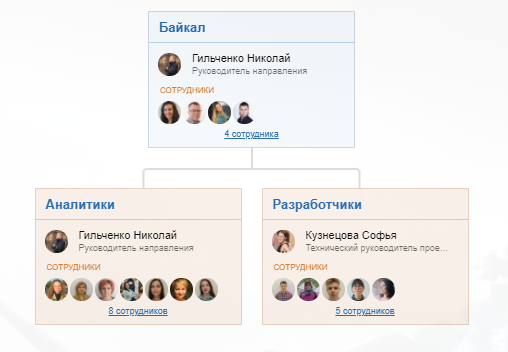 Байкал
Гильченко Николай
Руководитель направления
СОТРУДНИКИ
4 сотрудника
Аналитики
Гильченко Николай
Руководитель направления
СОТРУДНИКИ
8 сотрудников
Разработчики
Кузнецова Софья
Технический руководитель прое...
СОТРУДНИКИ
5 сотрудников